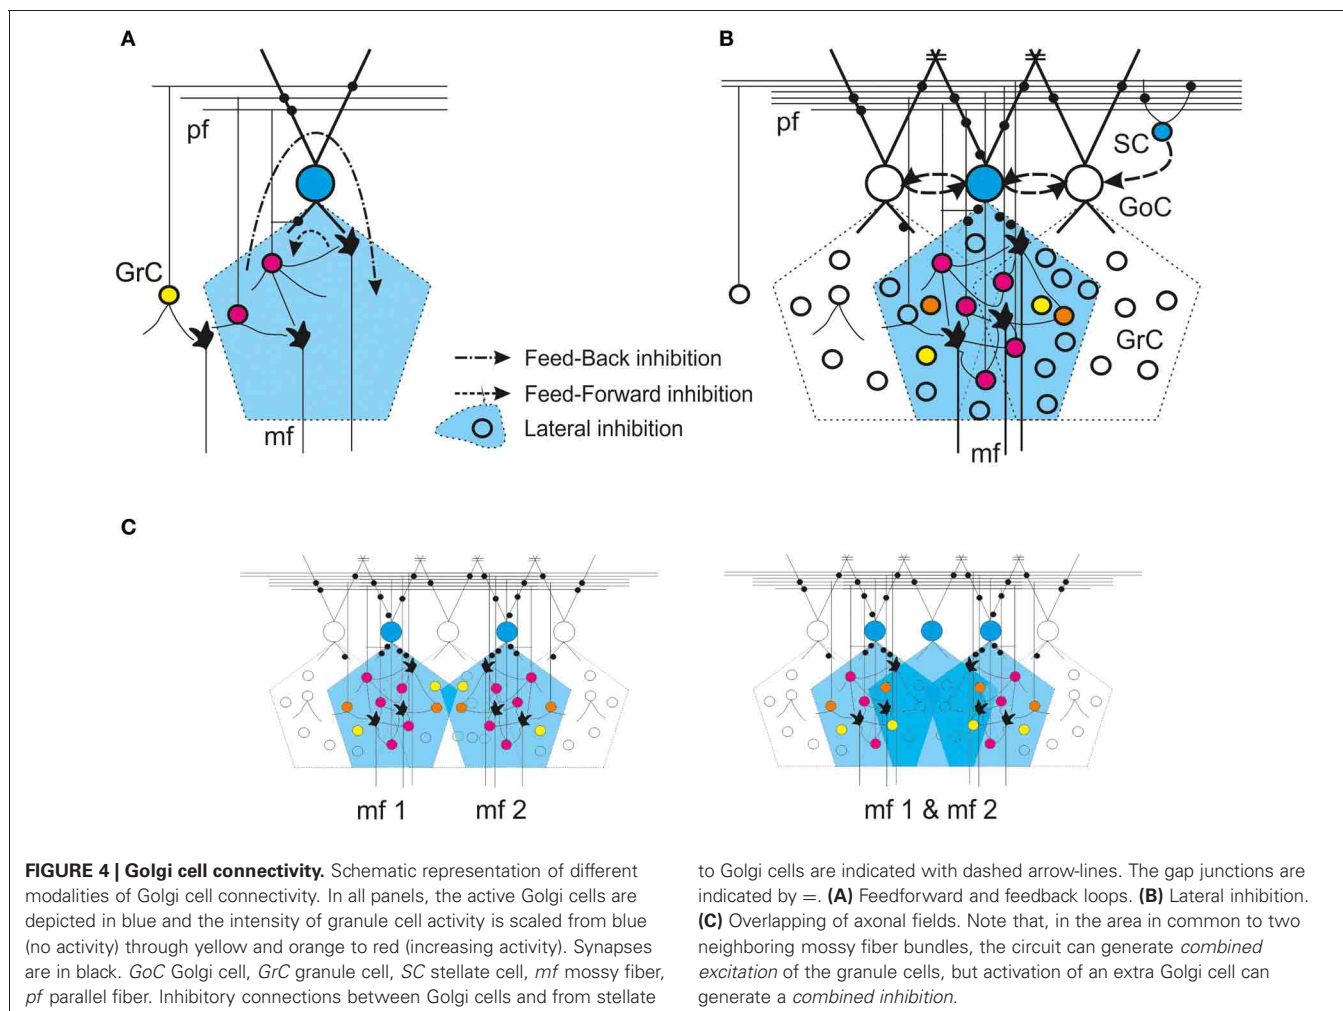 A
pf
GrC
mf
Feed-Back inhibition
Feed-Forward inhibition
Lateral inhibition
B
pf
SC
GoC
GrC
mf
C
mf 1
mf 2
mf 1 & mf 2
FIGURE 4 | Golgi cell connectivity. Schematic representation of different
modalities of Golgi cell connectivity. In all panels, the active Golgi cells are
depicted in blue and the intensity of granule cell activity is scaled from blue
(no activity) through yellow and orange to red (increasing activity). Synapses
are in black. GoC Golgi cell, GrC granule cell, SC stellate cell, mf mossy fiber,
pf parallel fiber. Inhibitory connections between Golgi cells and from stellate
to Golgi cells are indicated with dashed arrow-lines. The gap junctions are
indicated by =. (A) Feedforward and feedback loops. (B) Lateral inhibition.
(C) Overlapping of axonal fields. Note that, in the area in common to two
neighboring mossy fiber bundles, the circuit can generate combined
excitation of the granule cells, but activation of an extra Golgi cell can
generate a combined inhibition.